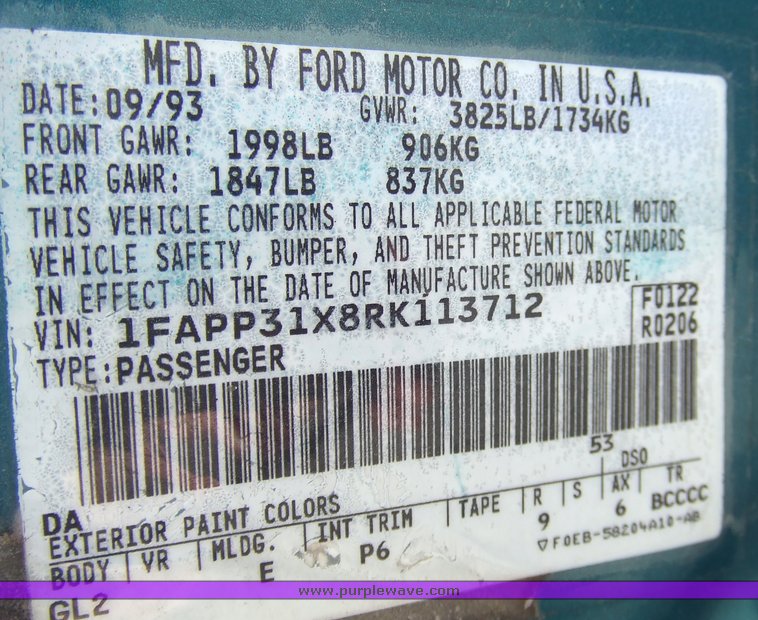 MFD. BY FORD MOTOR CO. IN U.S.A.
DATE: 09/93 GVWR: 3825LB/1734KG
FRONT GAWR: 1998LB 906KG
REAR GAWR: 1847LB 837KG
THIS VEHICLE CONFORMS TO ALL APPLICABLE FEDERAL MOTOR
VEHICLE SAFETY, BUMPER, AND THEFT PREVENTION STANDARDS
IN EFFECT ON THE DATE OF MANUFACTURE SHOWN ABOVE.
VIN: 1FAPP31X8RK113712
F0122
R0206
TYPE: PASSENGER
53
DSO
DA
EXTERIOR PAINT COLORS
BODY VR MLDG. INT TRIM TAPE R S AX TR
GL2 E P6 9 6 BCCCC
▽F0EB-58204A10-AB
www.purplewave.com